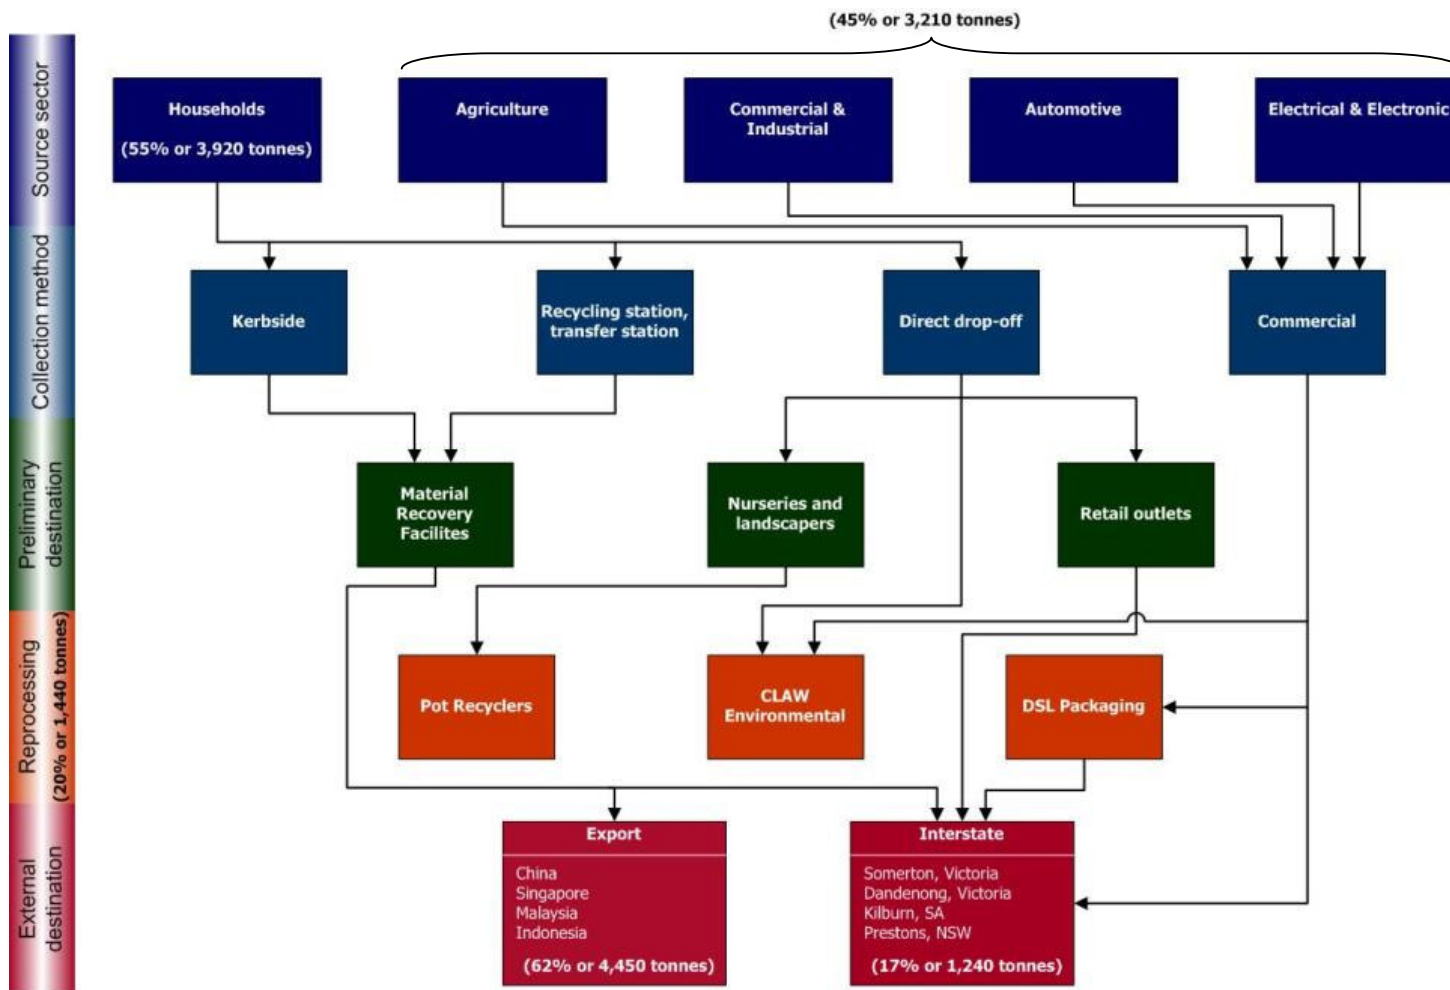 (45% or 3,210 tonnes)
Source sector
Households
(55% or 3,920 tonnes)
Agriculture
Commercial &
Industrial
Automotive
Electrical & Electronic
Collection method
Kerbside
Recycling station,
transfer station
Direct drop-off
Commercial
Preliminary
destination
Material
Recovery
Facilites
Nurseries and
landscapers
Retail outlets
Reprocessing
(20% or 1,440 tonnes)
Pot Recyclers
CLAW
Environmental
DSL Packaging
External
destination
Export
China
Singapore
Malaysia
Indonesia
(62% or 4,450 tonnes)
Interstate
Somerton, Victoria
Dandenong, Victoria
Kilburn, SA
Prestons, NSW
(17% or 1,240 tonnes)